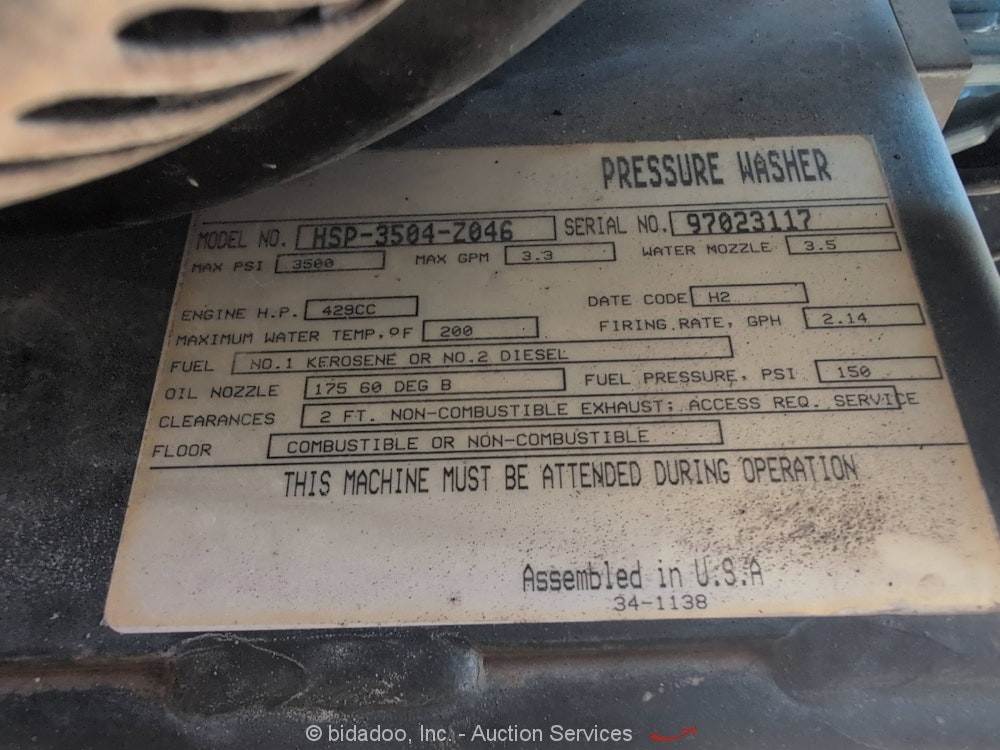 PRESSURE WASHER
MODEL NO. HSP-3504-Z046 SERIAL NO. 97023117
MAX PSI 3500 MAX GPM 3.3 WATER NOZZLE 3.5
ENGINE H.P. 429CC DATE CODE H2
MAXIMUM WATER TEMP,ºF 200 FIRING RATE, GPH 2.14
FUEL NO.1 KEROSENE OR NO.2 DIESEL
OIL NOZZLE 175 60 DEG B FUEL PRESSURE, PSI 150
CLEARANCES 2 FT. NON-COMBUSTIBLE EXHAUST; ACCESS REQ. SERVICE
FLOOR COMBUSTIBLE OR NON-COMBUSTIBLE
THIS MACHINE MUST BE ATTENDED DURING OPERATION
Assembled in U.S.A
34-1138
© bidadoo, Inc. - Auction Services